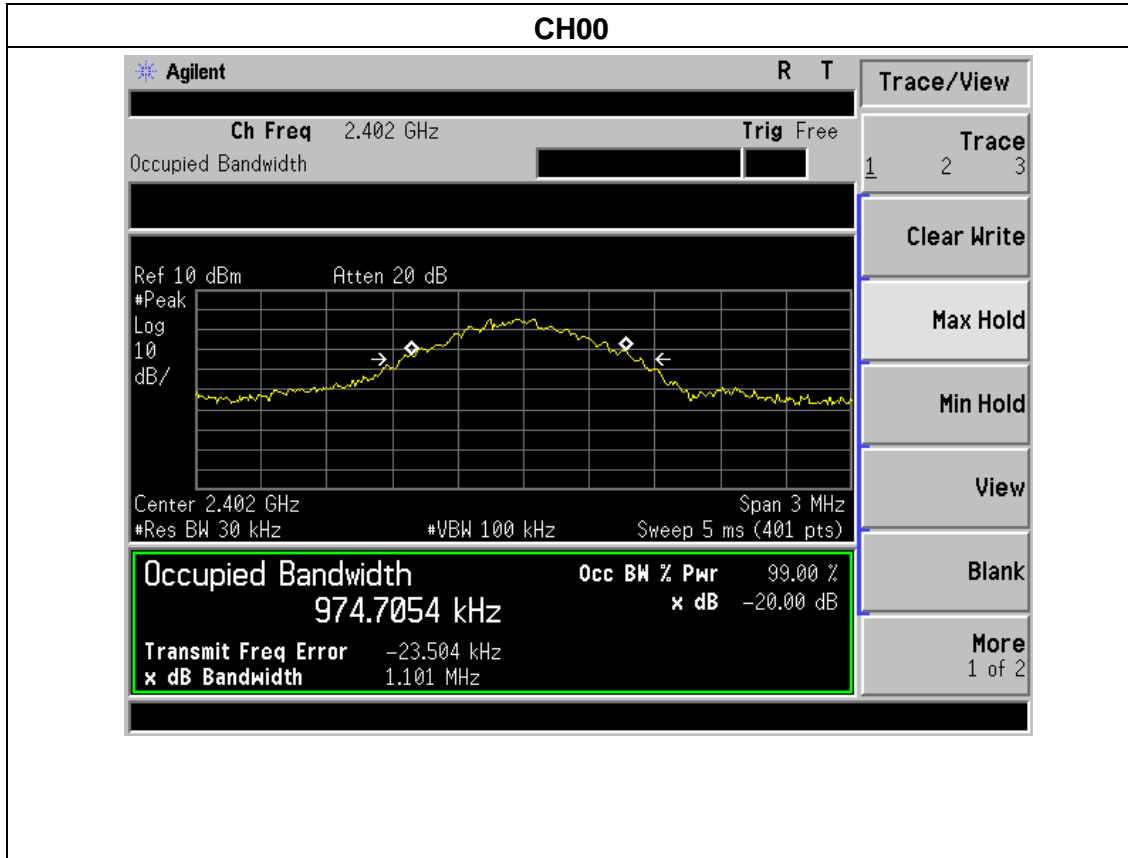 CH00
Agilent R T
Ch Freq 2.402 GHz Trig Free
Occupied Bandwidth
Ref 10 dBm Atten 20 dB
#Peak
Log
10
dB/
Center 2.402 GHz Span 3 MHz
#Res BW 30 kHz #VBW 100 kHz Sweep 5 ms (401 pts)
Occupied Bandwidth Occ BW % Pwr 99.00 %
974.7054 kHz x dB -20.00 dB
Transmit Freq Error -23.504 kHz
x dB Bandwidth 1.101 MHz
Trace/View
Trace
1 2 3
Clear Write
Max Hold
Min Hold
View
Blank
More
1 of 2